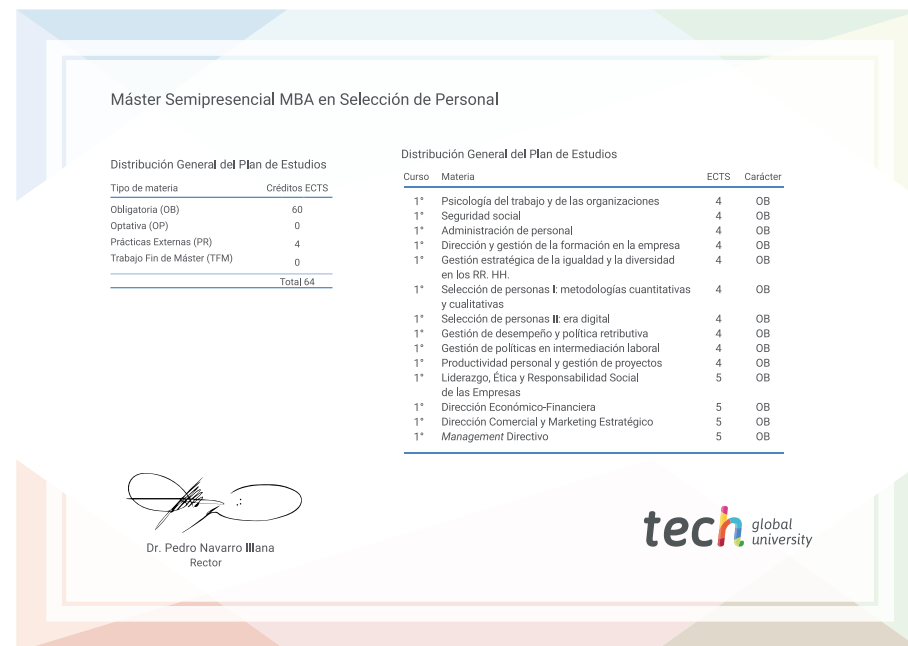 Máster Semipresencial MBA en Selección de Personal
Distribución General del Plan de Estudios
Tipo de materia Créditos ECTS
Obligatoria (OB) 60
Optativa (OP) 0
Prácticas Externas (PR) 4
Trabajo Fin de Máster (TFM) 0
Total 64
Distribución General del Plan de Estudios
Curso Materia ECTS Carácter
1° Psicología del trabajo y de las organizaciones 4 OB
1° Seguridad social 4 OB
1° Administración de personal 4 OB
1° Dirección y gestión de la formación en la empresa 4 OB
1° Gestión estratégica de la igualdad y la diversidad 4 OB
en los RR. HH.
1° Selección de personas I: metodologías cuantitativas 4 OB
y cualitativas
1° Selección de personas II: era digital 4 OB
1° Gestión de desempeño y política retributiva 4 OB
1° Gestión de políticas en intermediación laboral 4 OB
1° Productividad personal y gestión de proyectos 4 OB
1° Liderazgo, Ética y Responsabilidad Social 5 OB
de las Empresas
1° Dirección Económico-Financiera 5 OB
1° Dirección Comercial y Marketing Estratégico 5 OB
1° Management Directivo 5 OB
Dr. Pedro Navarro Illana
Rector
tech global
university